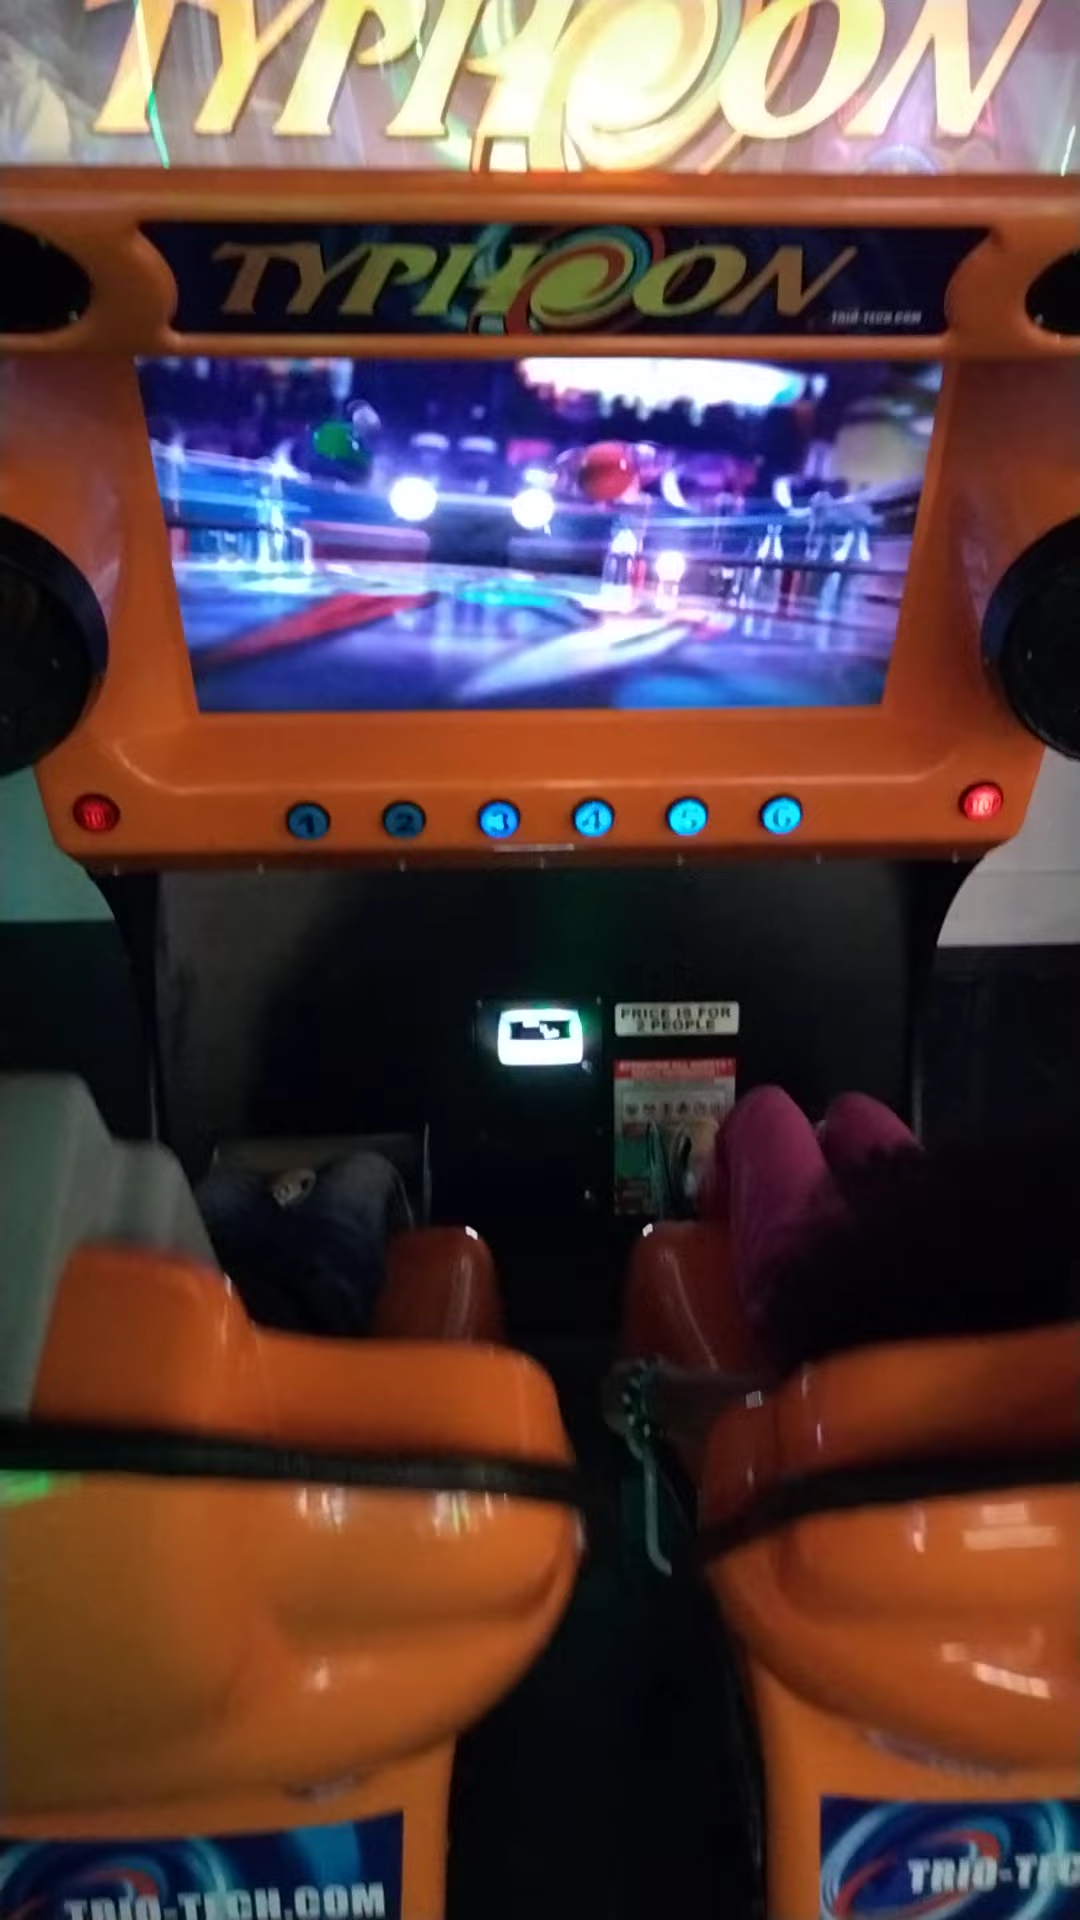 TYPHOON
TYPHOON
TRIO-TECH.COM
1 2 3 4 5 6
PRICE IS FOR
2 PEOPLE
TRIO-TECH.COM
TRIO-TEC